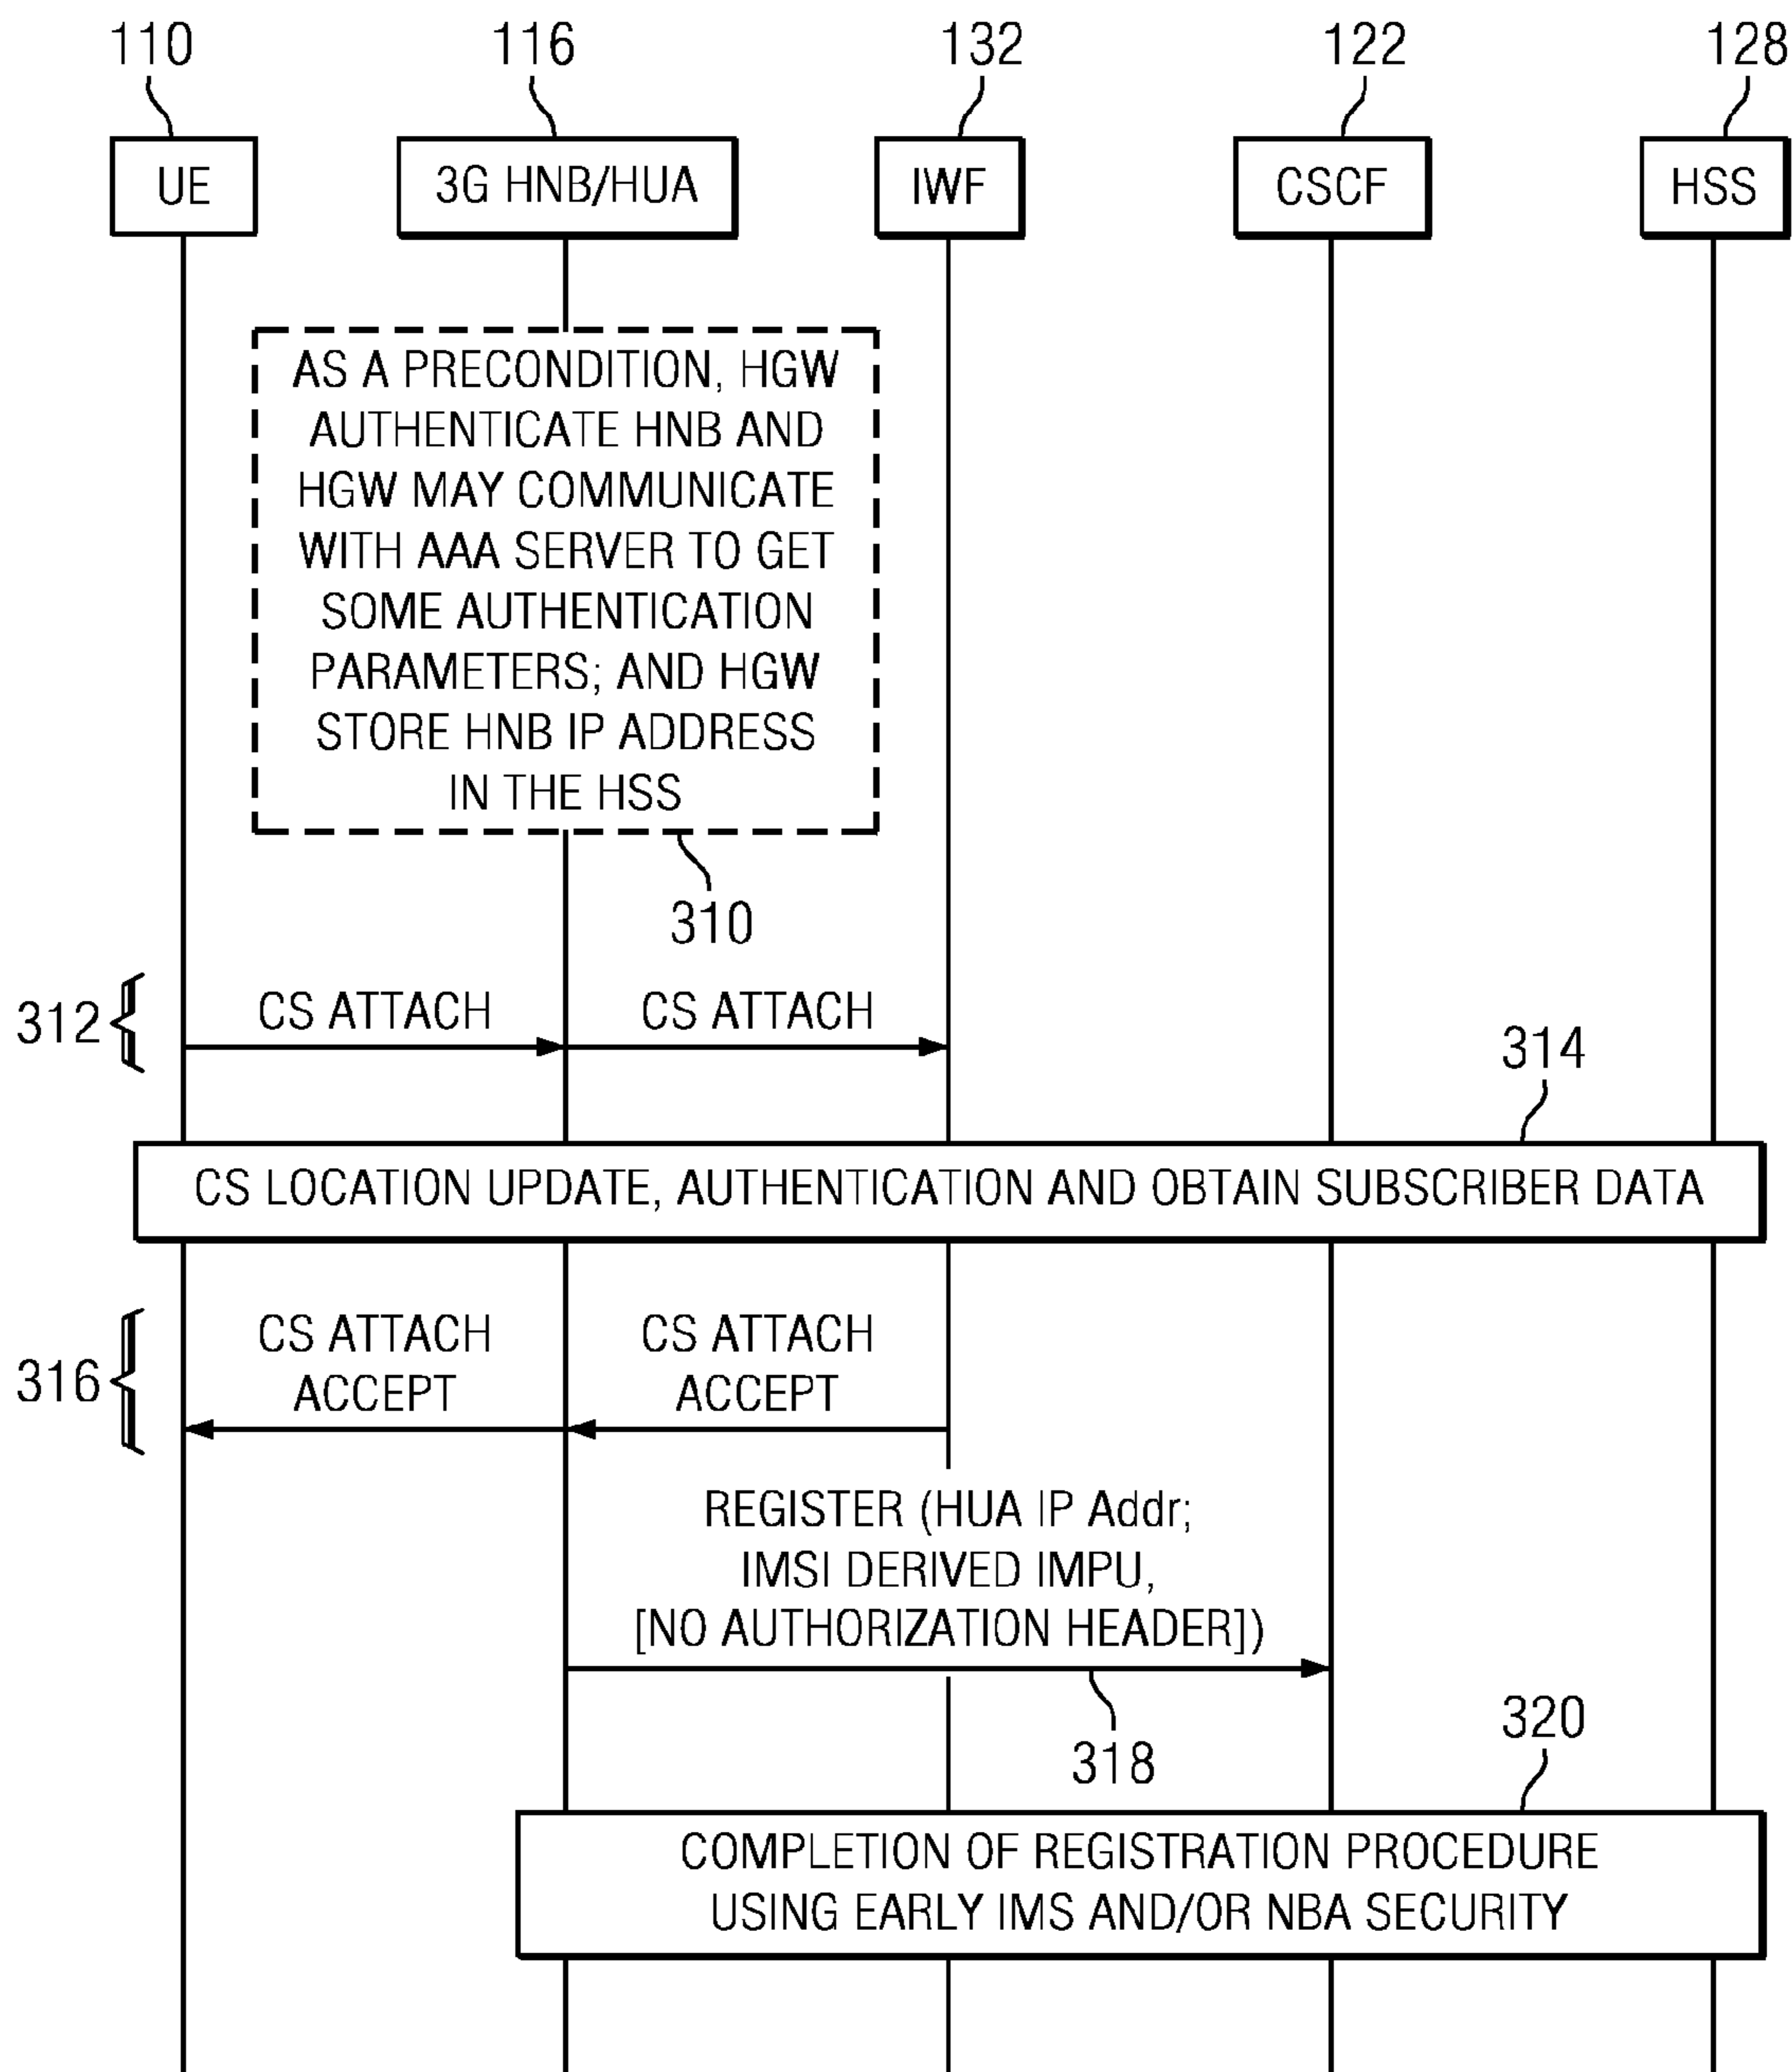 110
116
132
122
128
UE
3G HNB/HUA
IWF
CSCF
HSS
AS A PRECONDITION, HGW
AUTHENTICATE HNB AND
HGW MAY COMMUNICATE
WITH AAA SERVER TO GET
SOME AUTHENTICATION
PARAMETERS; AND HGW
STORE HNB IP ADDRESS
IN THE HSS
310
312
CS ATTACH
CS ATTACH
314
CS LOCATION UPDATE, AUTHENTICATION AND OBTAIN SUBSCRIBER DATA
316
CS ATTACH
ACCEPT
CS ATTACH
ACCEPT
REGISTER (HUA IP Addr;
IMSI DERIVED IMPU,
[NO AUTHORIZATION HEADER])
318
320
COMPLETION OF REGISTRATION PROCEDURE
USING EARLY IMS AND/OR NBA SECURITY